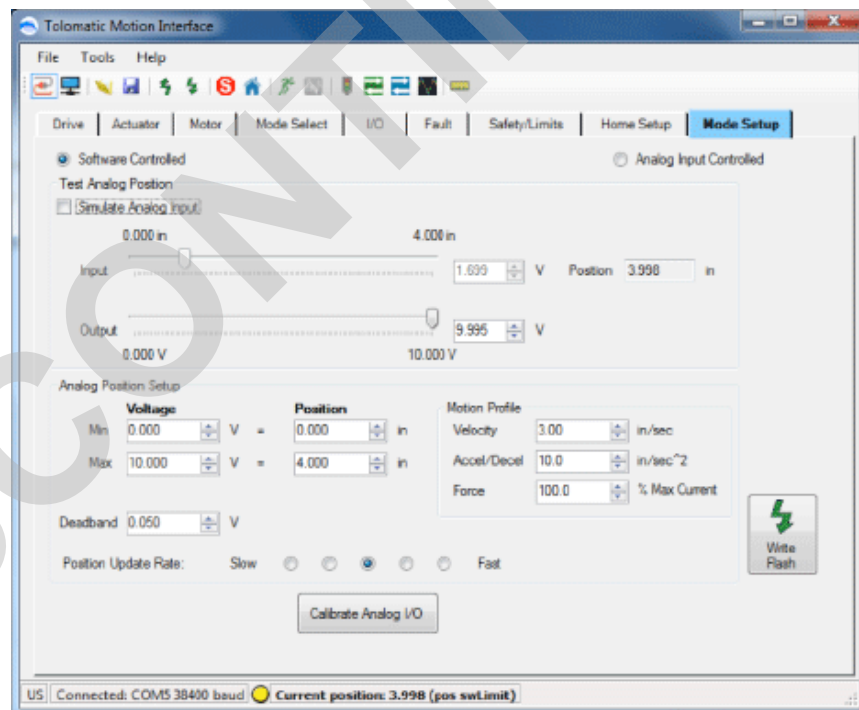 Tolomatic Motion Interface
File Tools Help
Drive Actuator Motor Mode Select I/O Fault Safety/Limits Home Setup Mode Setup
Software Controlled Analog Input Controlled
Test Analog Position
Simulate Analog Input
0.000 in 4.000 in
Input 1.699 V Position 3.998 in
Output 9.995 V
0.000 V 10.000 V
Analog Position Setup
Voltage Position Motion Profile
Min 0.000 V = 0.000 in Velocity 3.00 in/sec
Max 10.000 V = 4.000 in Accel/Decel 10.0 in/sec^2
Force 100.0 % Max Current
Deadband 0.050 V
Position Update Rate: Slow Fast
Write
Flash
Calibrate Analog I/O
US Connected: COM5 38400 baud Current position: 3.998 (pos swLimit)